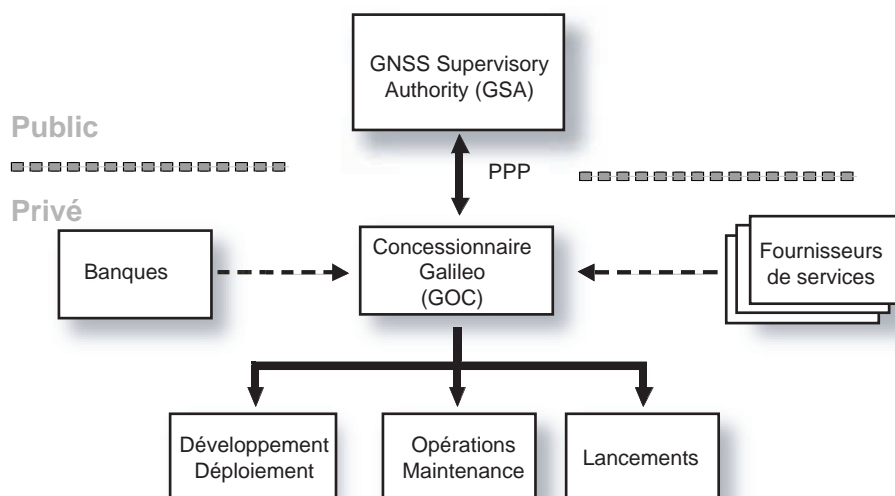 GNSS Supervisory
Authority (GSA)
Public
PPP
Privé
Banques
Concessionnaire
Galileo
(GOC)
Fournisseurs
de services
Développement
Déploiement
Opérations
Maintenance
Lancements